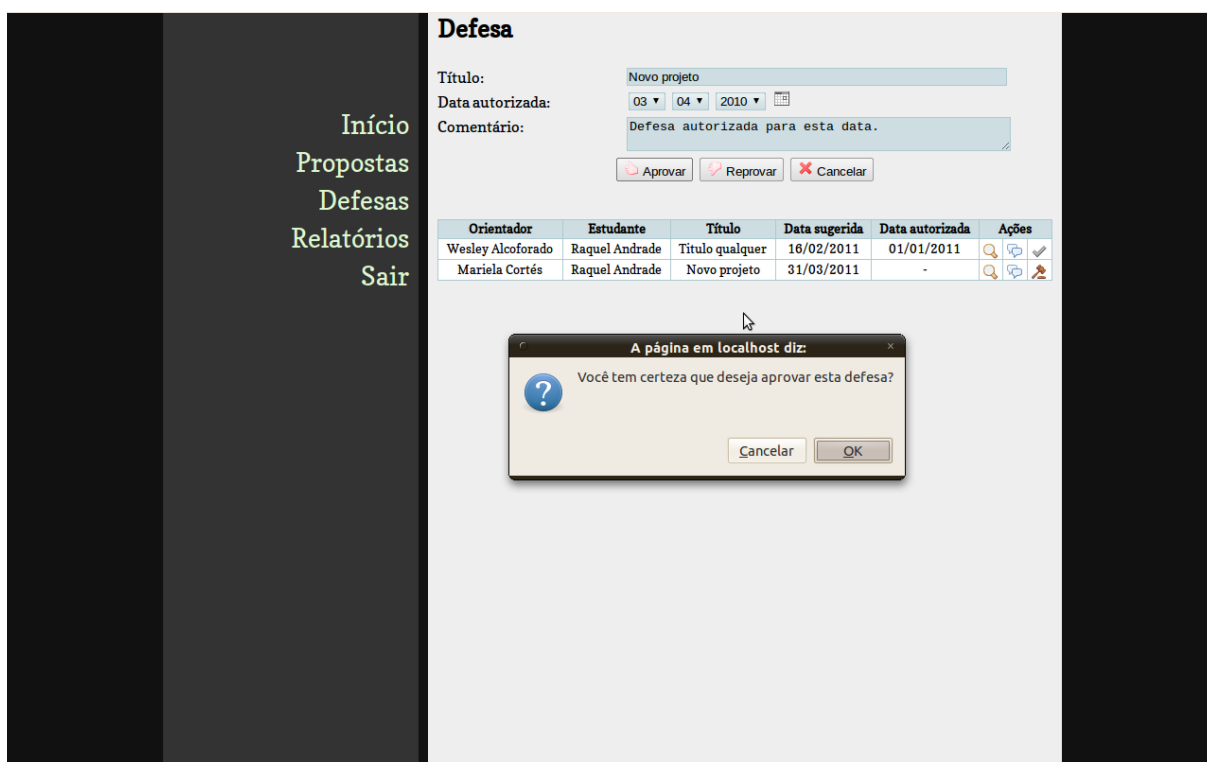 Defesa
Título: Novo projeto
Data autorizada: 03 04 2010
Comentário: Defesa autorizada para esta data.
Aprovar Reprovar Cancelar
Início
Propostas
Defesas
Relatórios
Sair
Orientador Estudante Título Data sugerida Data autorizada Ações
Wesley Alcoforado Raquel Andrade Titulo qualquer 16/02/2011 01/01/2011
Mariela Cortés Raquel Andrade Novo projeto 31/03/2011 -
A página em localhost diz:
Você tem certeza que deseja aprovar esta defesa?
Cancelar OK